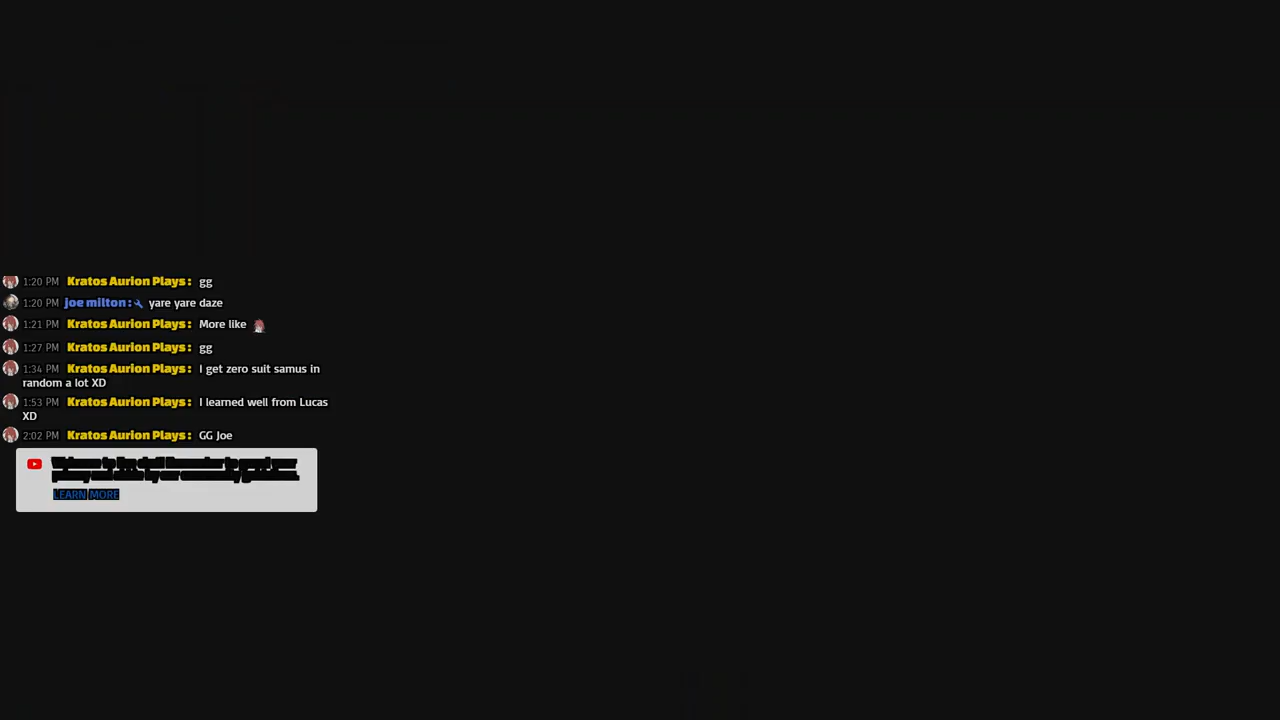 1:20 PM Kratos Aurion Plays : gg
1:20 PM joe milton : yare yare daze
1:21 PM Kratos Aurion Plays : More like
1:27 PM Kratos Aurion Plays : gg
1:34 PM Kratos Aurion Plays : I get zero suit samus in
random a lot XD
1:53 PM Kratos Aurion Plays : I learned well from Lucas
XD
2:02 PM Kratos Aurion Plays : GG Joe
LEARN MORE